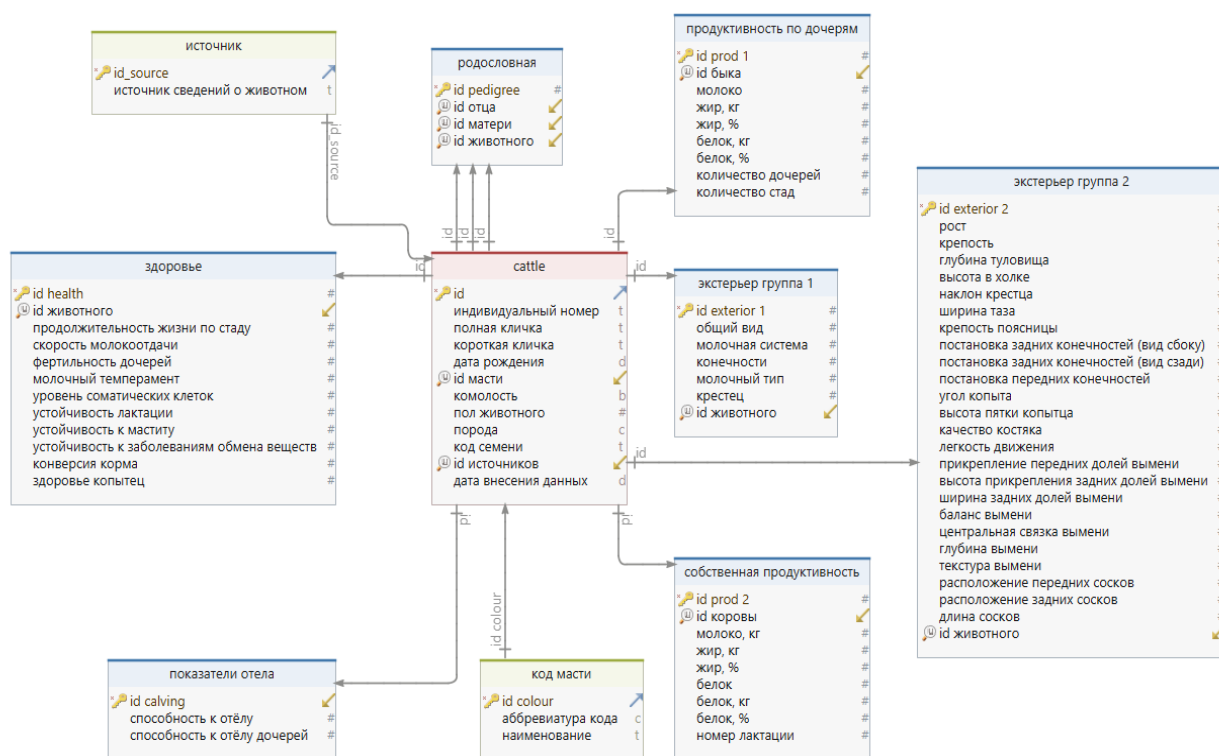 источник
id_source
источник сведений о животном t
родословная
id pedigree #
id отца
id матери
id животного
продуктивность по дочерям
id prod 1 #
id быка
молоко #
жир, кг #
жир, % #
белок, кг #
белок, % #
количество дочерей #
количество стад #
экстерьер группа 2
id exterior 2
рост
крепость
глубина туловища
высота в холке
наклон крестца
ширина таза
крепость поясницы
постановка задних конечностей (вид сбоку)
постановка задних конечностей (вид сзади)
постановка передних конечностей
угол копыта
высота пятки копытца
качество костяка
легкость движения
прикрепление передних долей вымени
высота прикрепления задних долей вымени
ширина задних долей вымени
баланс вымени
центральная связка вымени
глубина вымени
текстура вымени
расположение передних сосков
расположение задних сосков
длина сосков
id животного
здоровье
id health #
id животного
продолжительность жизни по стаду #
скорость молокоотдачи #
фертильность дочерей #
молочный темперамент #
уровень соматических клеток #
устойчивость лактации #
устойчивость к маститу #
устойчивость к заболеваниям обмена веществ #
конверсия корма #
здоровье копытец #
cattle
id
индивидуальный номер t
полная кличка t
короткая кличка t
дата рождения d
id масти
комолость b
пол животного #
порода c
код семени t
id источников
дата внесения данных d
экстерьер группа 1
id exterior 1 #
общий вид #
молочная система #
конечности #
молочный тип #
крестец #
id животного
собственная продуктивность
id prod 2 #
id коровы
молоко, кг #
жир, кг #
жир, % #
белок #
белок, кг #
белок, % #
номер лактации #
показатели отела
id calving
способность к отёлу #
способность к отёлу дочерей #
код масти
id colour
аббревиатура кода c
наименование t
id_source
id
id
id
id
id
id
id
id
id
id colour